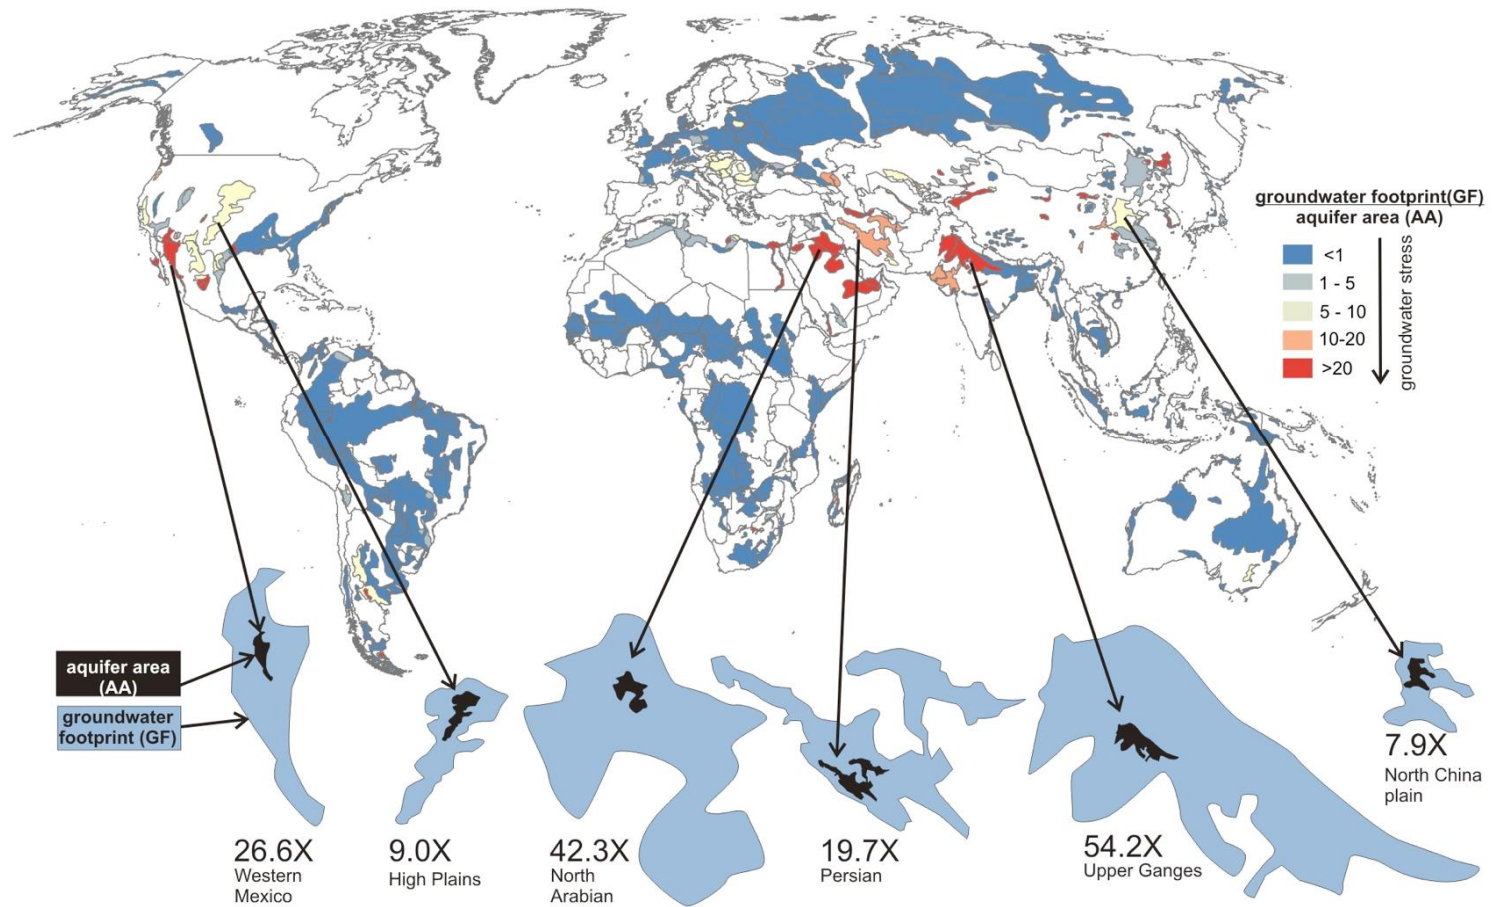 groundwater footprint(GF)
aquifer area (AA)
<1
1 - 5
5 - 10
10-20
>20
groundwater stress
aquifer area
(AA)
groundwater
footprint (GF)
26.6X
Western
Mexico
9.0X
High Plains
42.3X
North
Arabian
19.7X
Persian
54.2X
Upper Ganges
7.9X
North China
plain